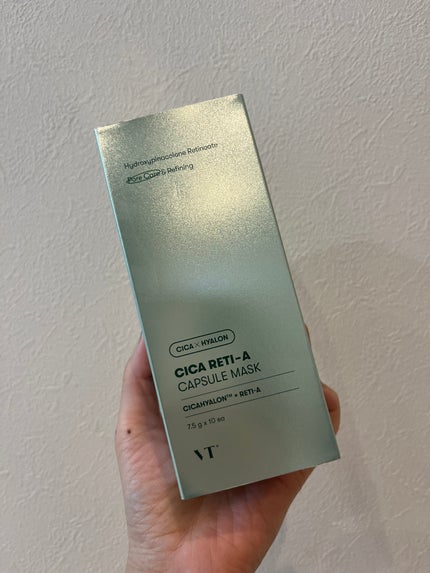 Hydroxypinacolone Retinoate
Pore Care & Refining
CICA × HYALON
CICA RETI-A
CAPSULE MASK
CICAHYALON™ + RETI-A
7.5 g x 10 ea
VT